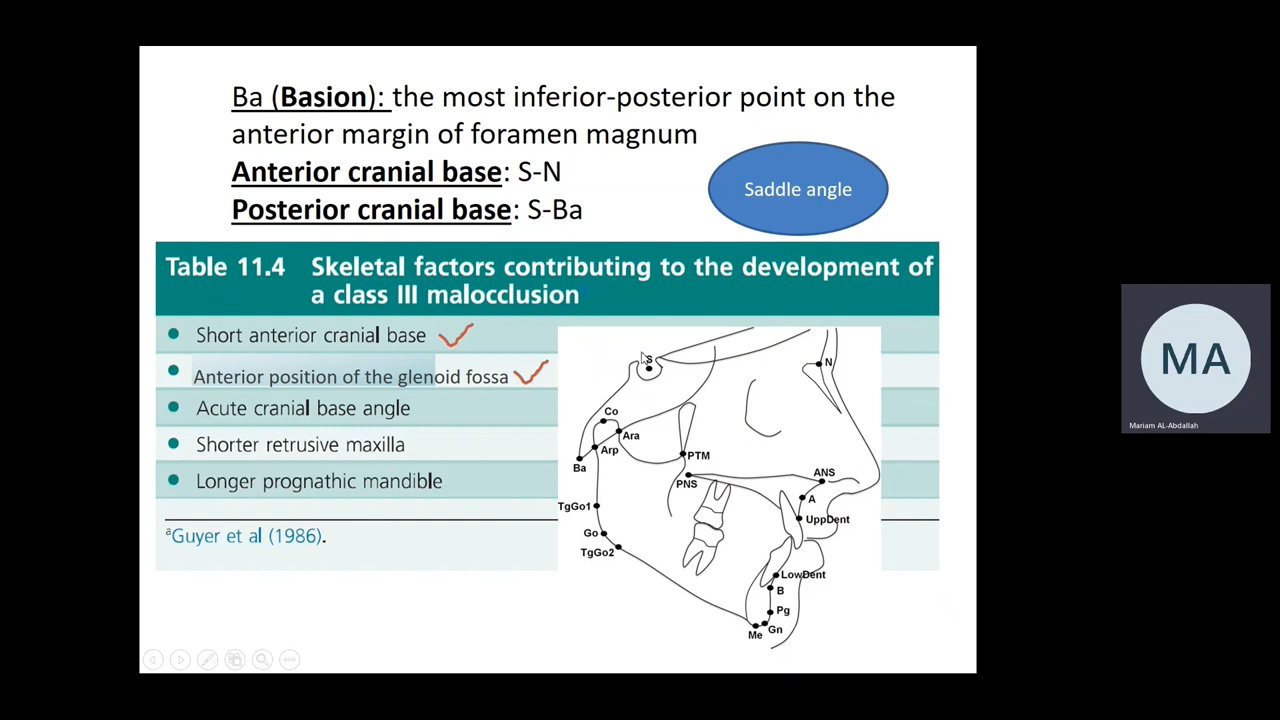 Ba (Basion): the most inferior-posterior point on the
anterior margin of foramen magnum
Anterior cranial base: S-N
Posterior cranial base: S-Ba
Saddle angle
Table 11.4 Skeletal factors contributing to the development of
a class III malocclusion
• Short anterior cranial base
• Anterior position of the glenoid fossa
• Acute cranial base angle
• Shorter retrusive maxilla
• Longer prognathic mandible
aGuyer et al (1986).
S
N
Co
Ara
Arp
Ba
PTM
PNS
ANS
A
TgGo1
UppDent
Go
TgGo2
LowDent
B
Pg
Gn
Me
MA
Mariam AL-Abdallah